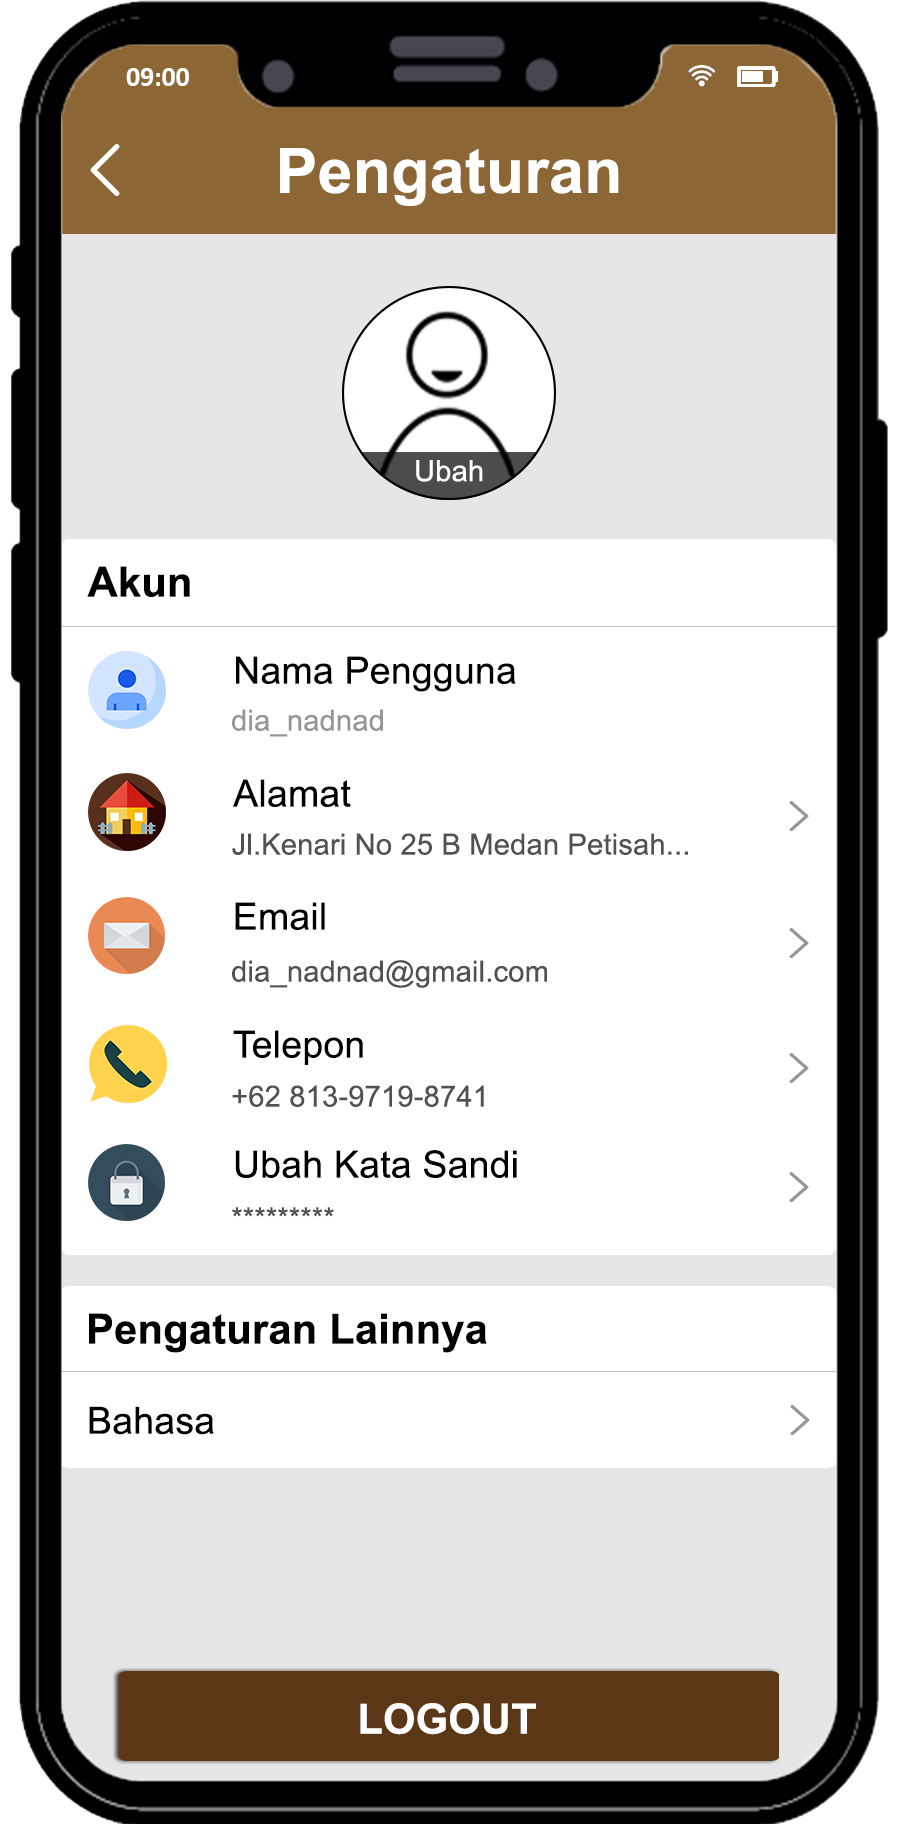 09:00
Pengaturan
Ubah
Akun
Nama Pengguna
dia_nadnad
Alamat
Jl.Kenari No 25 B Medan Petisah...
Email
dia_nadnad@gmail.com
Telepon
+62 813-9719-8741
Ubah Kata Sandi
*********
Pengaturan Lainnya
Bahasa
LOGOUT